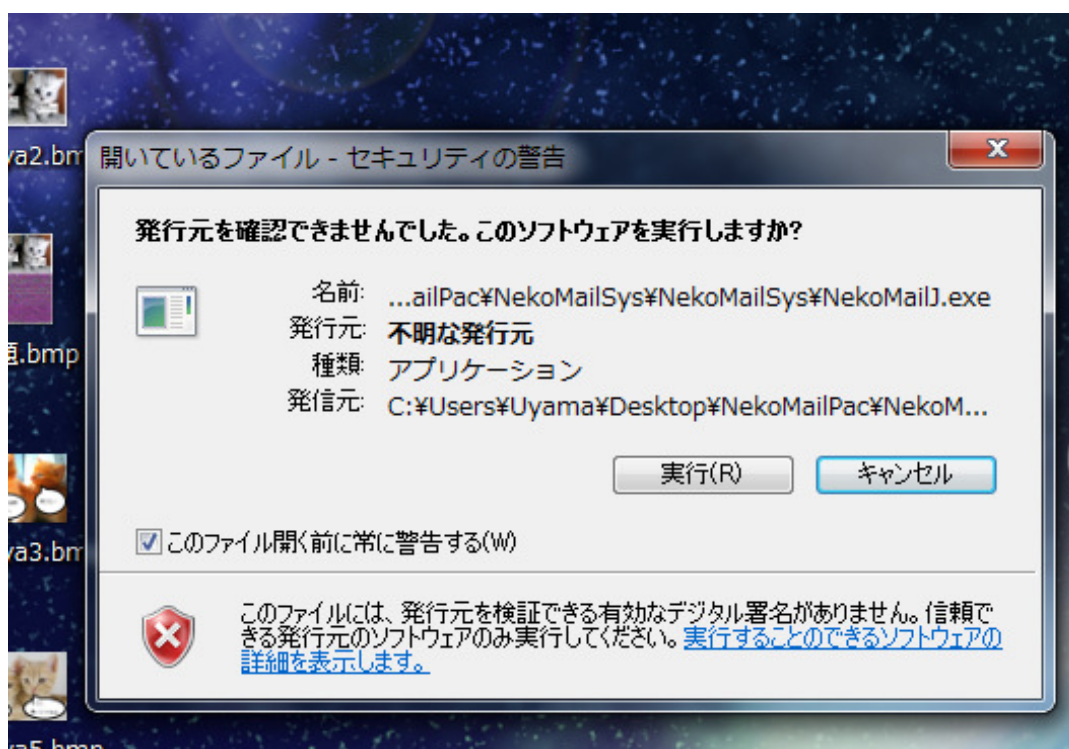 ya2.bm
開いているファイル - セキュリティの警告
発行元を確認できませんでした。このソフトウェアを実行しますか?
名前: ...ailPac¥NekoMailSys¥NekoMailSys¥NekoMailJ.exe
発行元: 不明な発行元
.bmp
種類: アプリケーション
発信元: C:¥Users¥Uyama¥Desktop¥NekoMailPac¥NekoM...
実行(R)
キャンセル
ya3.bm
このファイル開く前に常に警告する(W)
このファイルには、発行元を検証できる有効なデジタル署名がありません。信頼で
きる発行元のソフトウェアのみ実行してください。実行することのできるソフトウェアの
詳細を表示します。
ya5.bmp